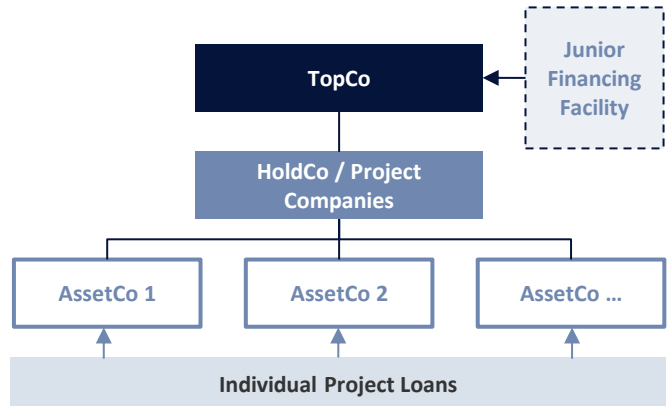 Junior
Financing
Facility
TopCo
HoldCo / Project
Companies
AssetCo 1
AssetCo 2
AssetCo ...
Individual Project Loans